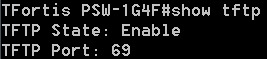 TFortis PSW-1G4F#show tftp
TFTP State: Enable
TFTP Port: 69